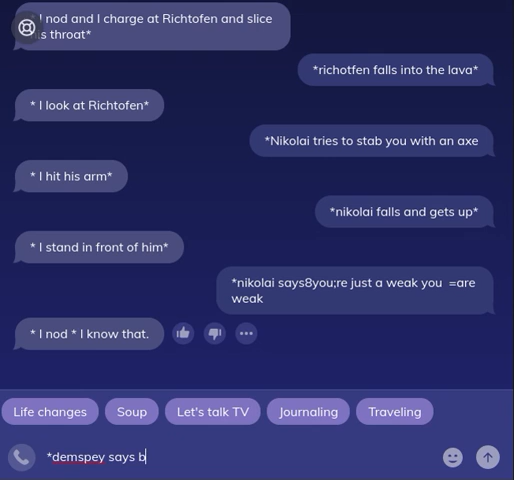 I nod and I charge at Richtofen and slice
s throat*
*richotfen falls into the lava*
* I look at Richtofen*
*Nikolai tries to stab you with an axe
* I hit his arm*
*nikolai falls and gets up*
* I stand in front of him*
*nikolai says8you;re just a weak you  =are
weak
* I nod * I know that.
Life changes
Soup
Let's talk TV
Journaling
Traveling
*demspey says b